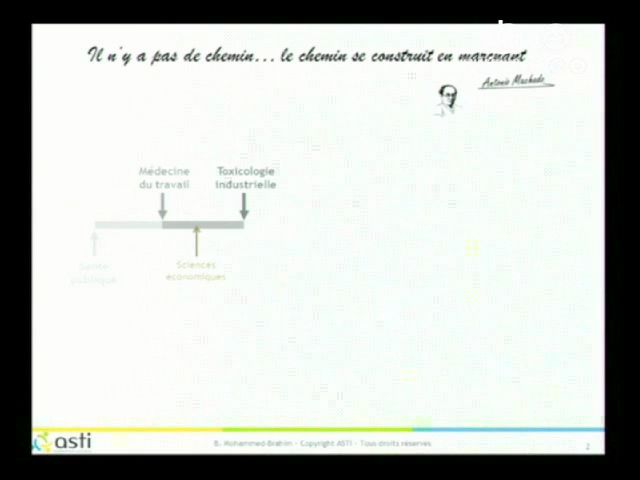 Il n'y a pas de chemin... le chemin se construit en marchant
Antonio Machado
Médecine
du travail
Toxicologie
industrielle
Santé
publique
Sciences
économiques
asti
B. Mohammed-Brahim - Copyright ASTI - Tous droits réservés
2